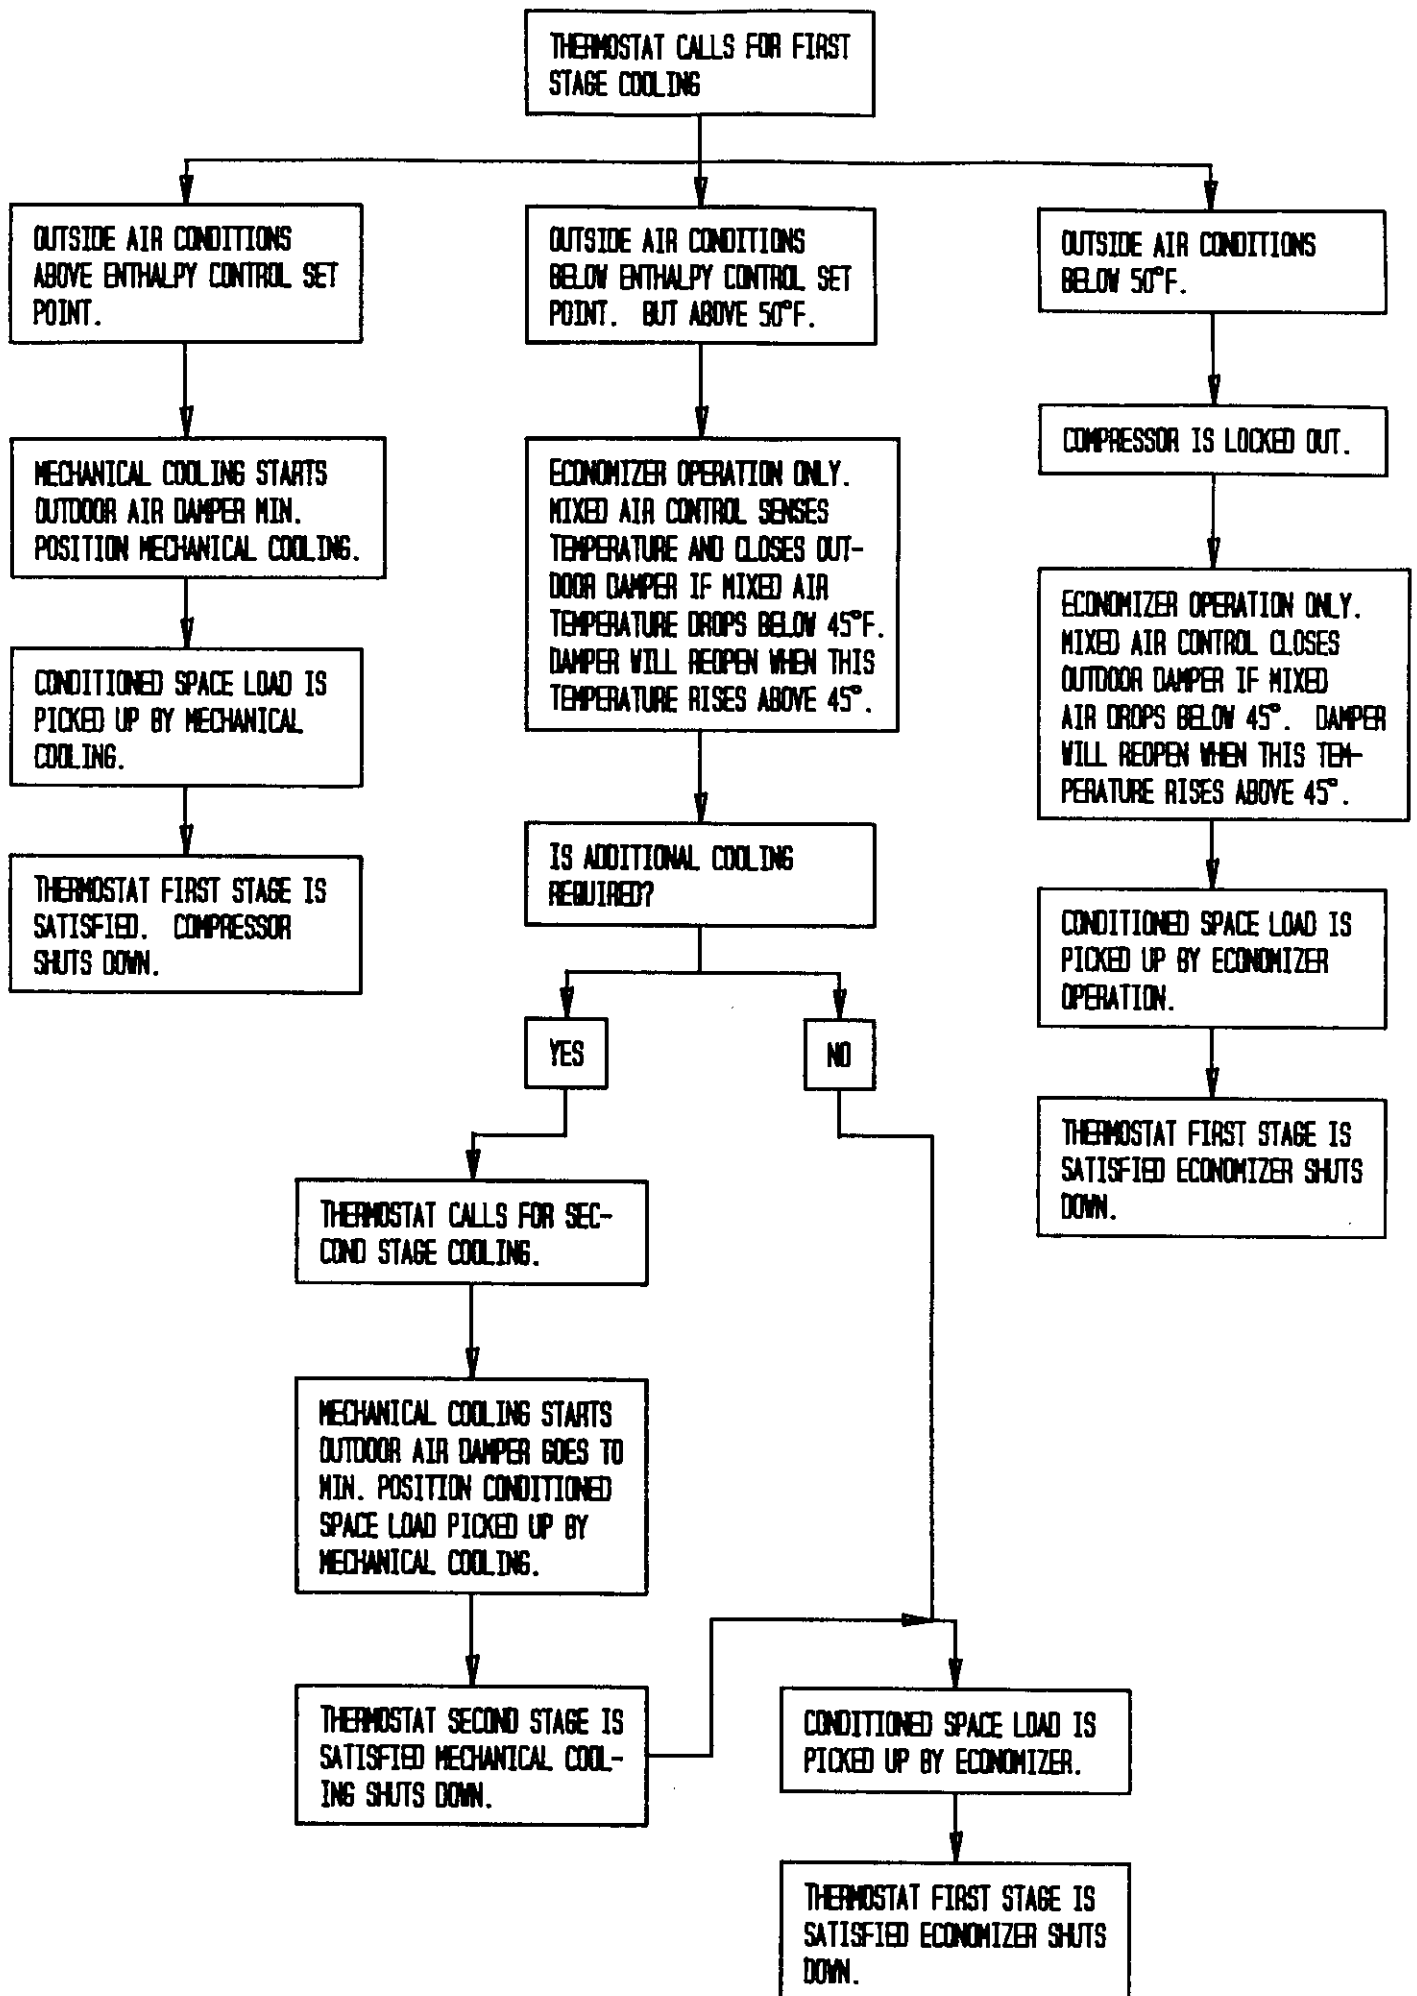 THERMOSTAT CALLS FOR FIRST
STAGE COOLING
OUTSIDE AIR CONDITIONS
ABOVE ENTHALPY CONTROL SET
POINT.
OUTSIDE AIR CONDITIONS
BELOW ENTHALPY CONTROL SET
POINT. BUT ABOVE 50°F.
OUTSIDE AIR CONDITIONS
BELOW 50°F.
MECHANICAL COOLING STARTS
OUTDOOR AIR DAMPER MIN.
POSITION MECHANICAL COOLING.
ECONOMIZER OPERATION ONLY.
MIXED AIR CONTROL SENSES
TEMPERATURE AND CLOSES OUT-
DOOR DAMPER IF MIXED AIR
TEMPERATURE DROPS BELOW 45°F.
DAMPER WILL REOPEN WHEN THIS
TEMPERATURE RISES ABOVE 45°.
COMPRESSOR IS LOCKED OUT.
ECONOMIZER OPERATION ONLY.
MIXED AIR CONTROL CLOSES
OUTDOOR DAMPER IF MIXED
AIR DROPS BELOW 45°. DAMPER
WILL REOPEN WHEN THIS TEM-
PERATURE RISES ABOVE 45°.
CONDITIONED SPACE LOAD IS
PICKED UP BY MECHANICAL
COOLING.
THERMOSTAT FIRST STAGE IS
SATISFIED. COMPRESSOR
SHUTS DOWN.
IS ADDITIONAL COOLING
REQUIRED?
CONDITIONED SPACE LOAD IS
PICKED UP BY ECONOMIZER
OPERATION.
YES
NO
THERMOSTAT FIRST STAGE IS
SATISFIED ECONOMIZER SHUTS
DOWN.
THERMOSTAT CALLS FOR SEC-
OND STAGE COOLING.
MECHANICAL COOLING STARTS
OUTDOOR AIR DAMPER GOES TO
MIN. POSITION CONDITIONED
SPACE LOAD PICKED UP BY
MECHANICAL COOLING.
THERMOSTAT SECOND STAGE IS
SATISFIED MECHANICAL COOL-
ING SHUTS DOWN.
CONDITIONED SPACE LOAD IS
PICKED UP BY ECONOMIZER.
THERMOSTAT FIRST STAGE IS
SATISFIED ECONOMIZER SHUTS
DOWN.